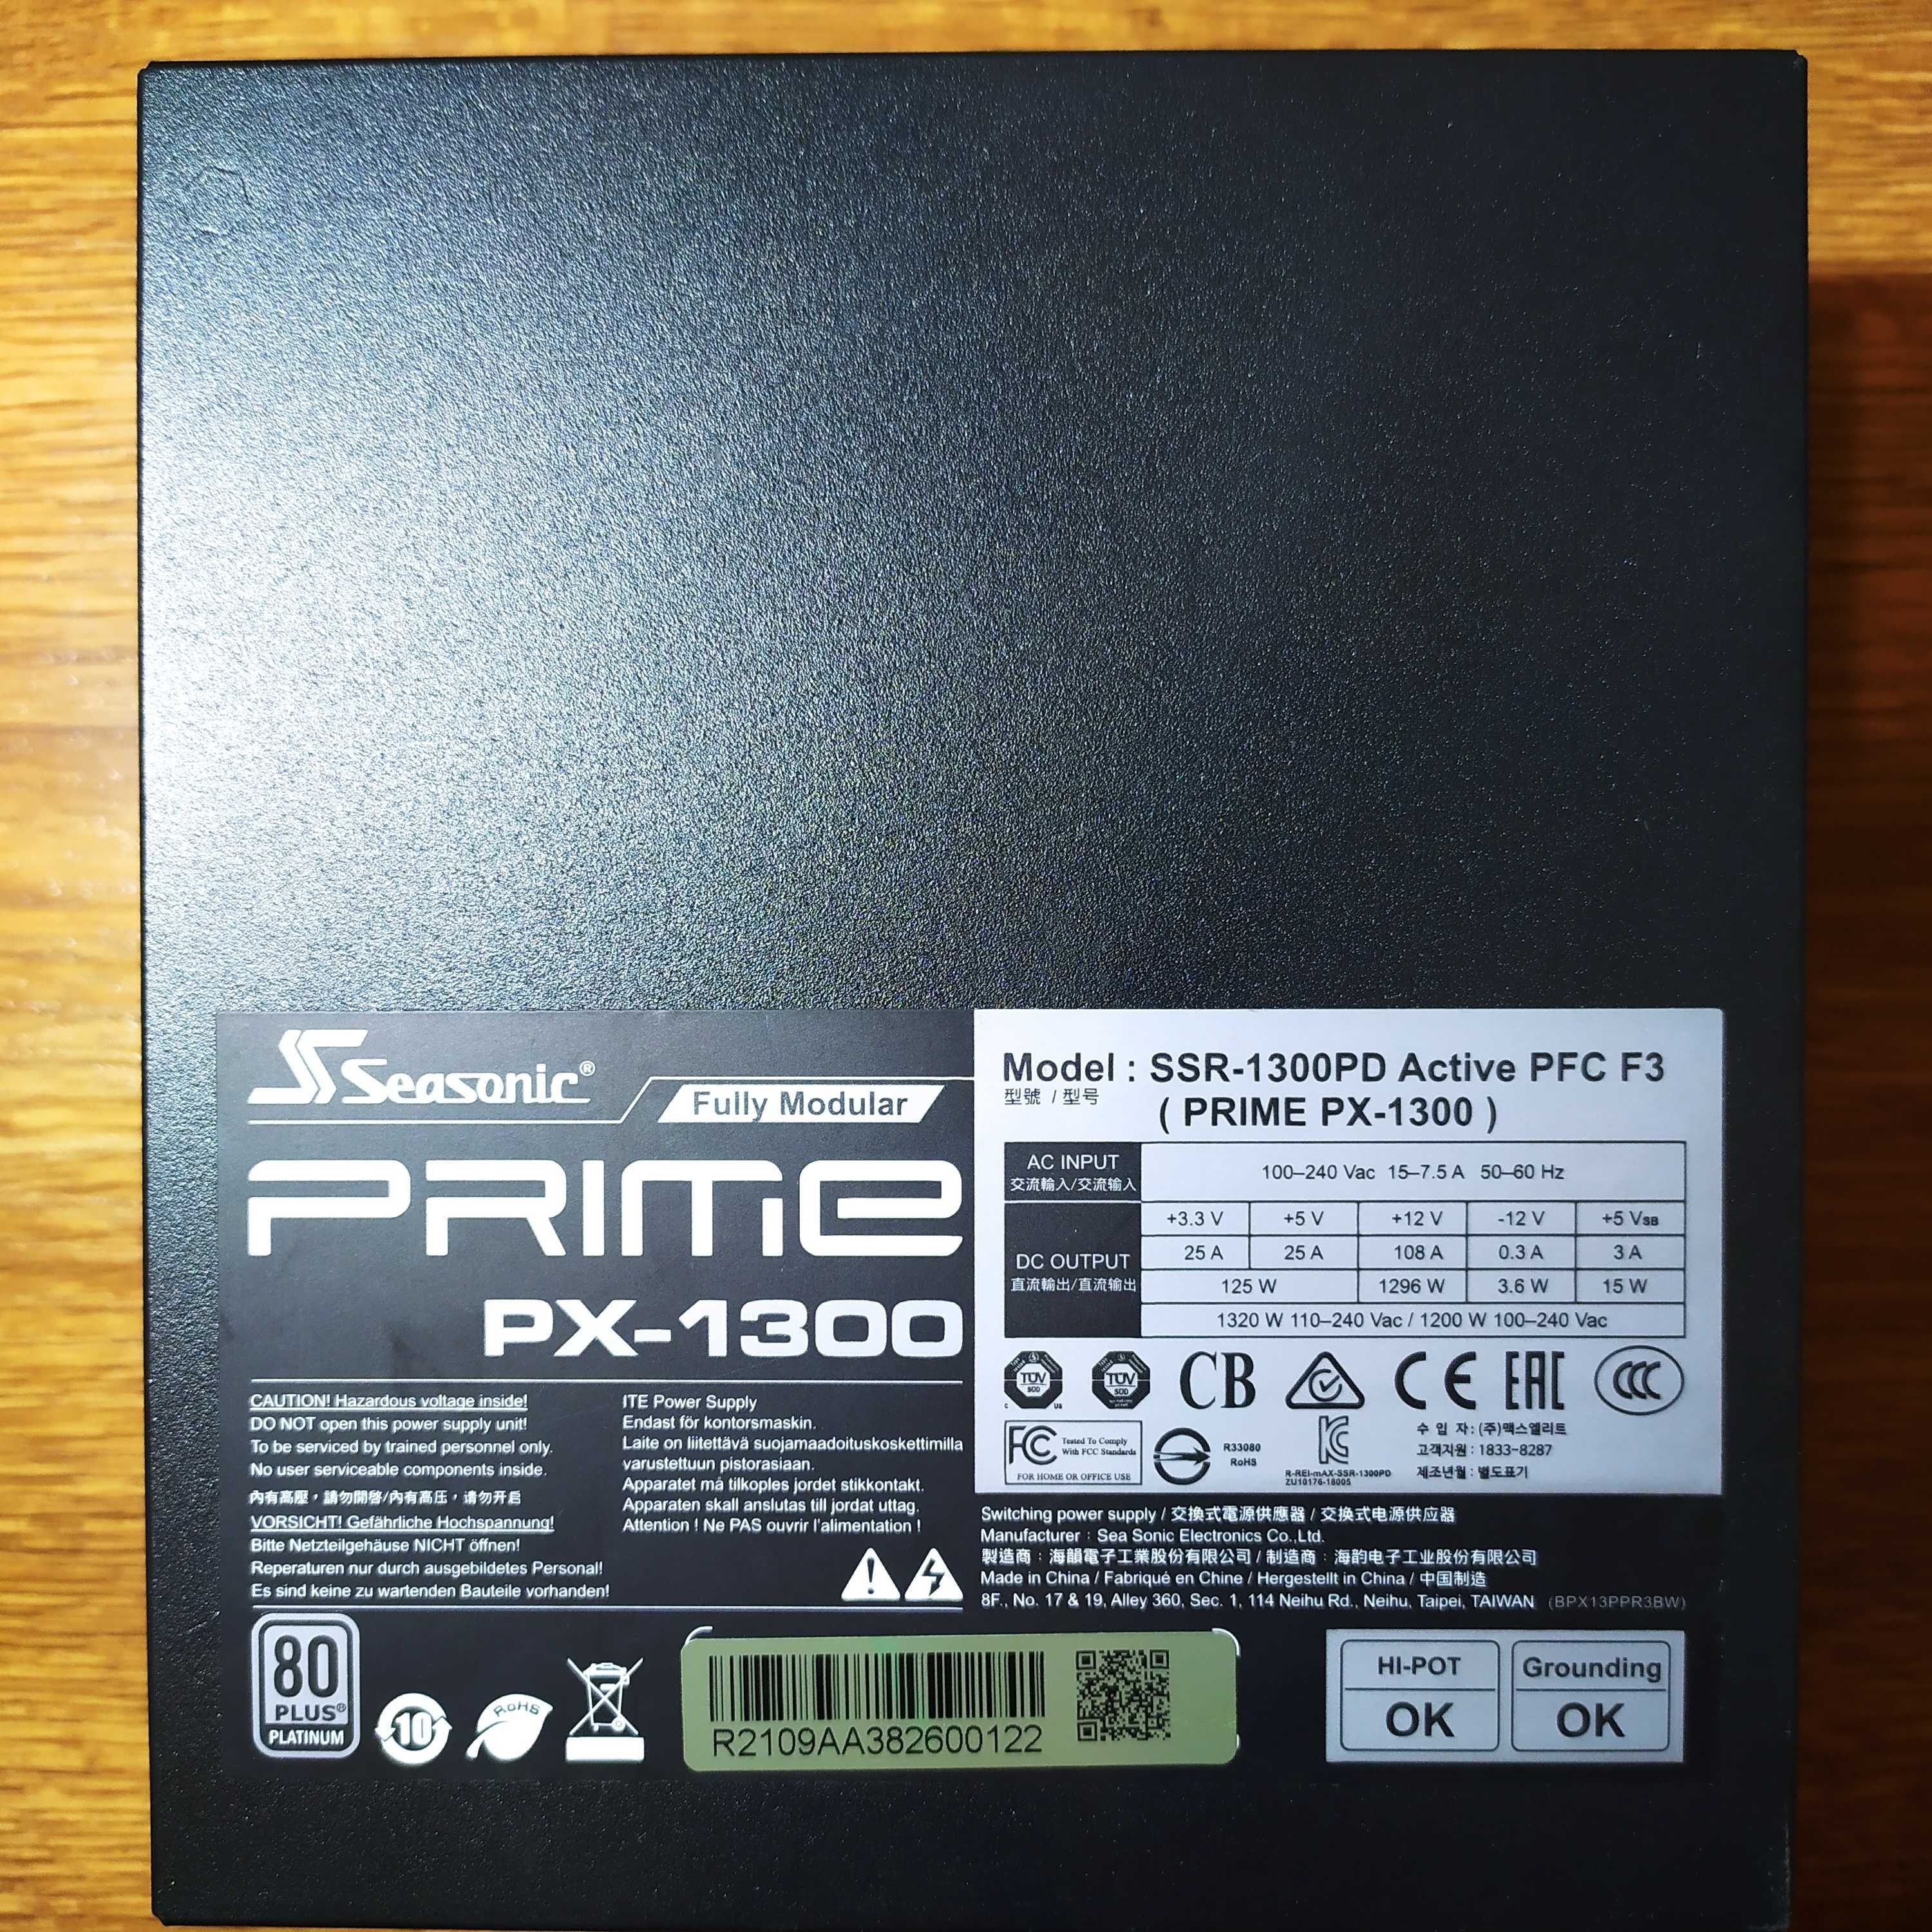 Seasonic®
Fully Modular
PRIME
PX-1300
CAUTION! Hazardous voltage inside!
DO NOT open this power supply unit!
To be serviced by trained personnel only.
No user serviceable components inside.
內有高壓，請勿開啓/内有高压，请勿开启
VORSICHT! Gefährliche Hochspannung!
Bitte Netzteilgehäuse NICHT öffnen!
Reperaturen nur durch ausgebildetes Personal!
Es sind keine zu wartenden Bauteile vorhanden!
ITE Power Supply
Endast för kontorsmaskin.
Laite on liitettävä suojamaadoituskoskettimilla
varustettuun pistorasiaan.
Apparatet må tilkoples jordet stikkontakt.
Apparaten skall anslutas till jordat uttag.
Attention ! Ne PAS ouvrir l'alimentation !
Model : SSR-1300PD Active PFC F3
型號 / 型号
( PRIME PX-1300 )
AC INPUT
交流輸入/交流输入
100–240 Vac 15–7.5 A 50–60 Hz
DC OUTPUT
直流輸出/直流输出
+3.3 V +5 V +12 V -12 V +5 VSB
25 A 25 A 108 A 0.3 A 3 A
125 W 1296 W 3.6 W 15 W
1320 W 110–240 Vac / 1200 W 100–240 Vac
TÜV SÜD
C US
TÜV SÜD
CB
CE
EAC
CCC
FC Tested To Comply
With FCC Standards
FOR HOME OR OFFICE USE
R33080
RoHS
R-REI-mAX-SSR-1300PD
ZU10176-18005
수 입 자 : (주)맥스엘리트
고객지원 : 1833-8287
제조년월 : 별도표기
Switching power supply / 交換式電源供應器 / 交换式电源供应器
Manufacturer : Sea Sonic Electronics Co.,Ltd.
製造商 : 海韻電子工業股份有限公司 / 制造商 : 海韵电子工业股份有限公司
Made in China / Fabriqué en Chine / Hergestellt in China / 中国制造
8F., No. 17 & 19, Alley 360, Sec. 1, 114 Neihu Rd., Neihu, Taipei, TAIWAN (BPX13PPR3BW)
80
PLUS®
PLATINUM
10
RoHS
R2109AA382600122
HI-POT
OK
Grounding
OK